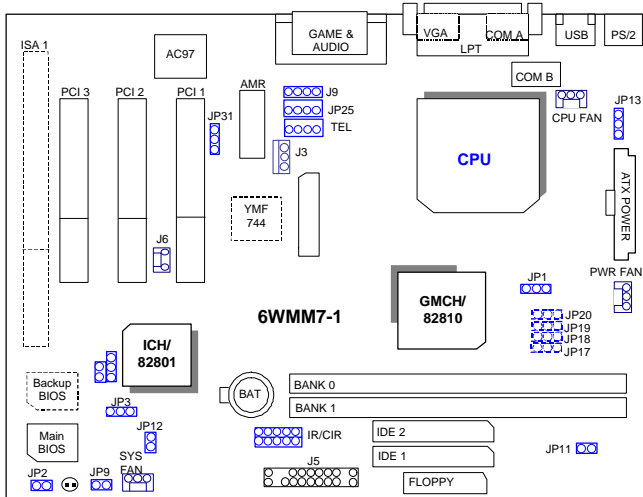 ISA 1
AC97
GAME &
AUDIO
VGA
COM A
LPT
USB
PS/2
COM B
CPU FAN
JP13
PCI 3
PCI 2
PCI 1
JP31
AMR
J9
JP25
TEL
J3
CPU
ATX POWER
YMF
744
J6
PWR FAN
JP1
6WMM7-1
GMCH/
82810
JP20
JP19
JP18
JP17
ICH/
82801
Backup
BIOS
BAT
BANK 0
BANK 1
JP3
Main
BIOS
JP12
IR/CIR
IDE 2
IDE 1
JP11
SYS
FAN
J5
FLOPPY
JP2
JP9